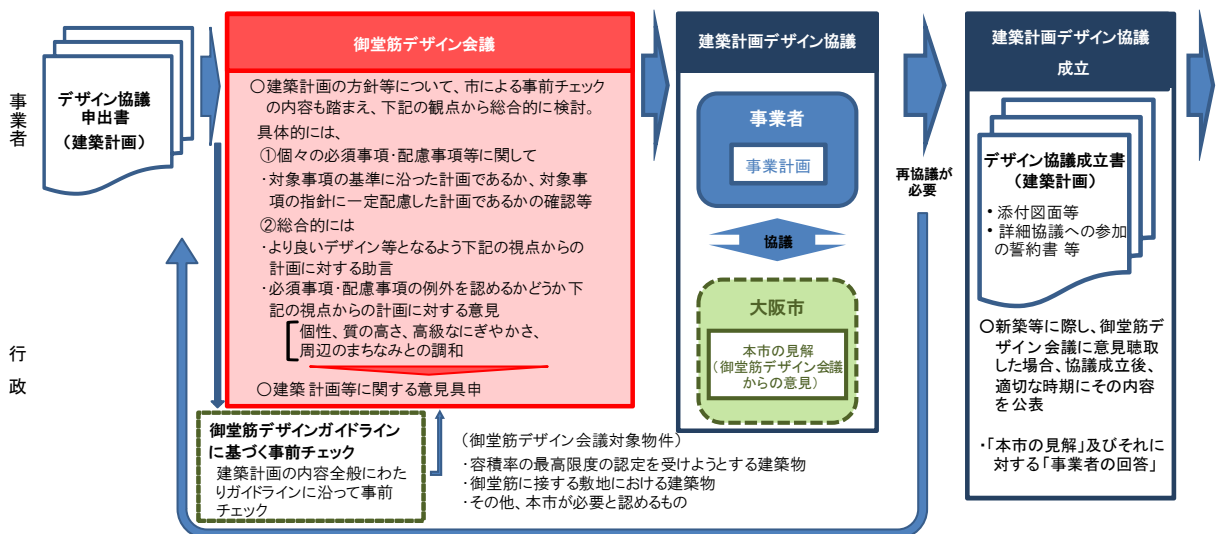 事業者
行政
デザイン協議
申出書
(建築計画)
御堂筋デザイン会議
○建築計画の方針等について、市による事前チェック
の内容も踏まえ、下記の観点から総合的に検討。
具体的には、
①個々の必須事項・配慮事項等に関して
・対象事項の基準に沿った計画であるか、対象事
項の指針に一定配慮した計画であるかの確認等
②総合的には
・より良いデザイン等となるよう下記の視点からの
計画に対する助言
・必須事項・配慮事項の例外を認めるかどうか下
記の視点からの計画に対する意見
個性、質の高さ、高級なにぎやかさ、
周辺のまちなみとの調和
○建築計画等に関する意見具申
御堂筋デザインガイドライン
に基づく事前チェック
建築計画の内容全般にわた
りガイドラインに沿って事前
チェック
(御堂筋デザイン会議対象物件)
・容積率の最高限度の認定を受けようとする建築物
・御堂筋に接する敷地における建築物
・その他、本市が必要と認めるもの
建築計画デザイン協議
事業者
事業計画
協議
大阪市
本市の見解
(御堂筋デザイン会議
からの意見)
再協議が
必要
建築計画デザイン協議
成立
デザイン協議成立書
(建築計画)
・添付図面等
・詳細協議への参加
の誓約書 等
○新築等に際し、御堂筋デ
ザイン会議に意見聴取
した場合、協議成立後、
適切な時期にその内容
を公表
・「本市の見解」及びそれに
対する「事業者の回答」